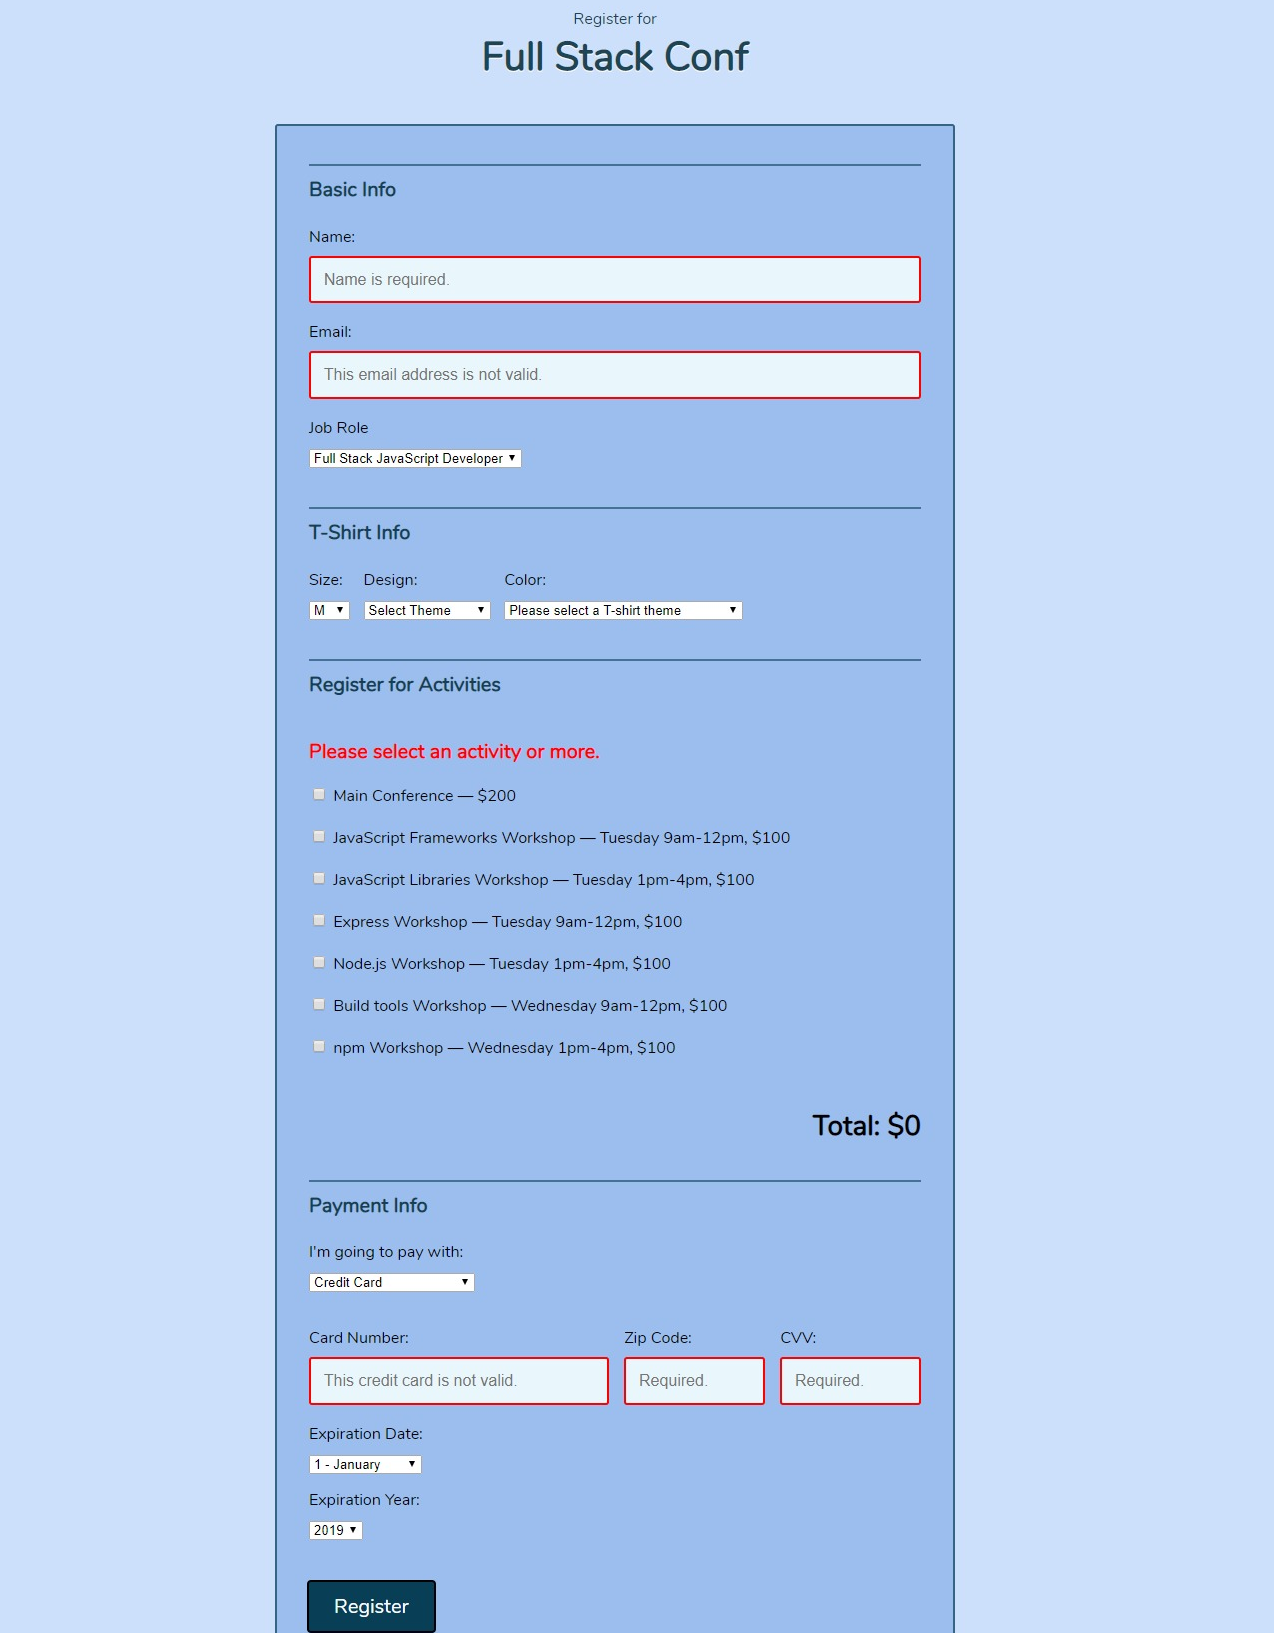 Register for
Full Stack Conf
Basic Info
Name:
Name is required.
Email:
This email address is not valid.
Job Role
Full Stack JavaScript Developer
T-Shirt Info
Size: Design: Color:
M Select Theme Please select a T-shirt theme
Register for Activities
Please select an activity or more.
Main Conference — $200
JavaScript Frameworks Workshop — Tuesday 9am-12pm, $100
JavaScript Libraries Workshop — Tuesday 1pm-4pm, $100
Express Workshop — Tuesday 9am-12pm, $100
Node.js Workshop — Tuesday 1pm-4pm, $100
Build tools Workshop — Wednesday 9am-12pm, $100
npm Workshop — Wednesday 1pm-4pm, $100
Total: $0
Payment Info
I'm going to pay with:
Credit Card
Card Number: Zip Code: CVV:
This credit card is not valid. Required. Required.
Expiration Date:
1 - January
Expiration Year:
2019
Register